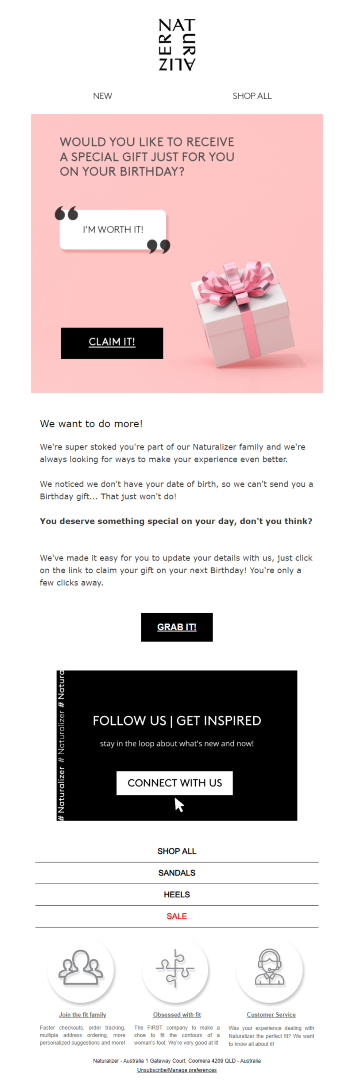 NATURALIZER
NEW
SHOP ALL
WOULD YOU LIKE TO RECEIVE
A SPECIAL GIFT JUST FOR YOU
ON YOUR BIRTHDAY?
“
I'M WORTH IT!
”
CLAIM IT!
We want to do more!
We're super stoked you're part of our Naturalizer family and we're
always looking for ways to make your experience even better.
We noticed we don't have your date of birth, so we can't send you a
Birthday gift... That just won't do!
You deserve something special on your day, don't you think?
We've made it easy for you to update your details with us, just click
on the link to claim your gift on your next Birthday! You're only a
few clicks away.
GRAB IT!
# Naturalizer # Naturalizer # Natura
FOLLOW US | GET INSPIRED
stay in the loop about what's new and now!
CONNECT WITH US
SHOP ALL
SANDALS
HEELS
SALE
Join the fit family
Faster checkouts, order tracking,
multiple address ordering, more
personalized suggestions and more!
Obsessed with fit
The FIRST company to make a
shoe to fit the contours of a
woman's foot. We're very good at it!
Customer Service
Was your experience dealing with
Naturalizer the perfect fit? We want
to know all about it!
Naturalizer - Australia 1 Gateway Court, Coomera 4209 QLD - Australia
Unsubscribe/Manage preferences